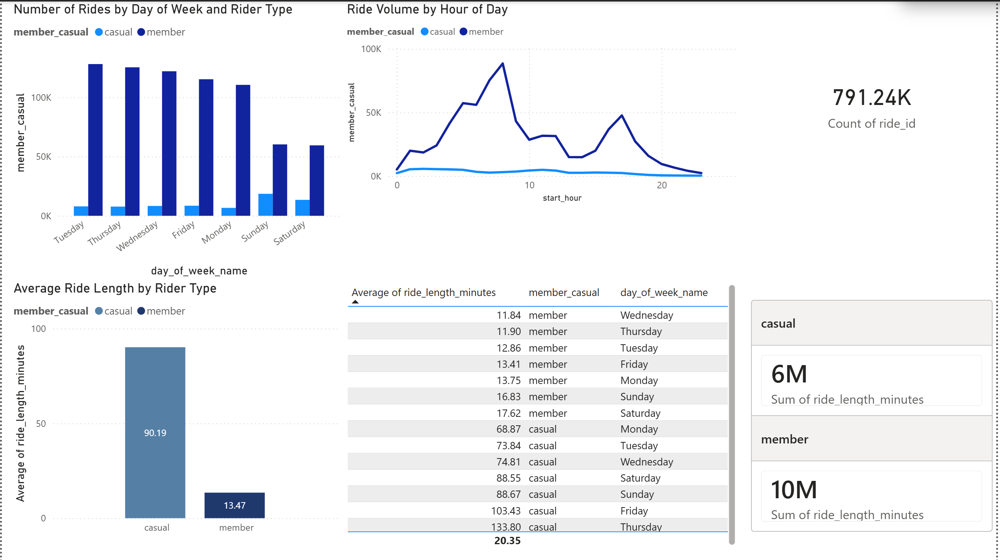 Number of Rides by Day of Week and Rider Type
member_casual casual member
member_casual
100K
50K
0K
Tuesday
Thursday
Wednesday
Friday
Monday
Sunday
Saturday
day_of_week_name
Ride Volume by Hour of Day
member_casual casual member
member_casual
100K
50K
0K
0 10 20
start_hour
791.24K
Count of ride_id
Average Ride Length by Rider Type
member_casual casual member
Average of ride_length_minutes
100
50
0
90.19
13.47
casual member
Average of ride_length_minutes member_casual day_of_week_name
11.84 member Wednesday
11.90 member Thursday
12.86 member Tuesday
13.41 member Friday
13.75 member Monday
16.83 member Sunday
17.62 member Saturday
68.87 casual Monday
73.84 casual Tuesday
74.81 casual Wednesday
88.55 casual Saturday
88.67 casual Sunday
103.43 casual Friday
133.80 casual Thursday
20.35
casual
6M
Sum of ride_length_minutes
member
10M
Sum of ride_length_minutes